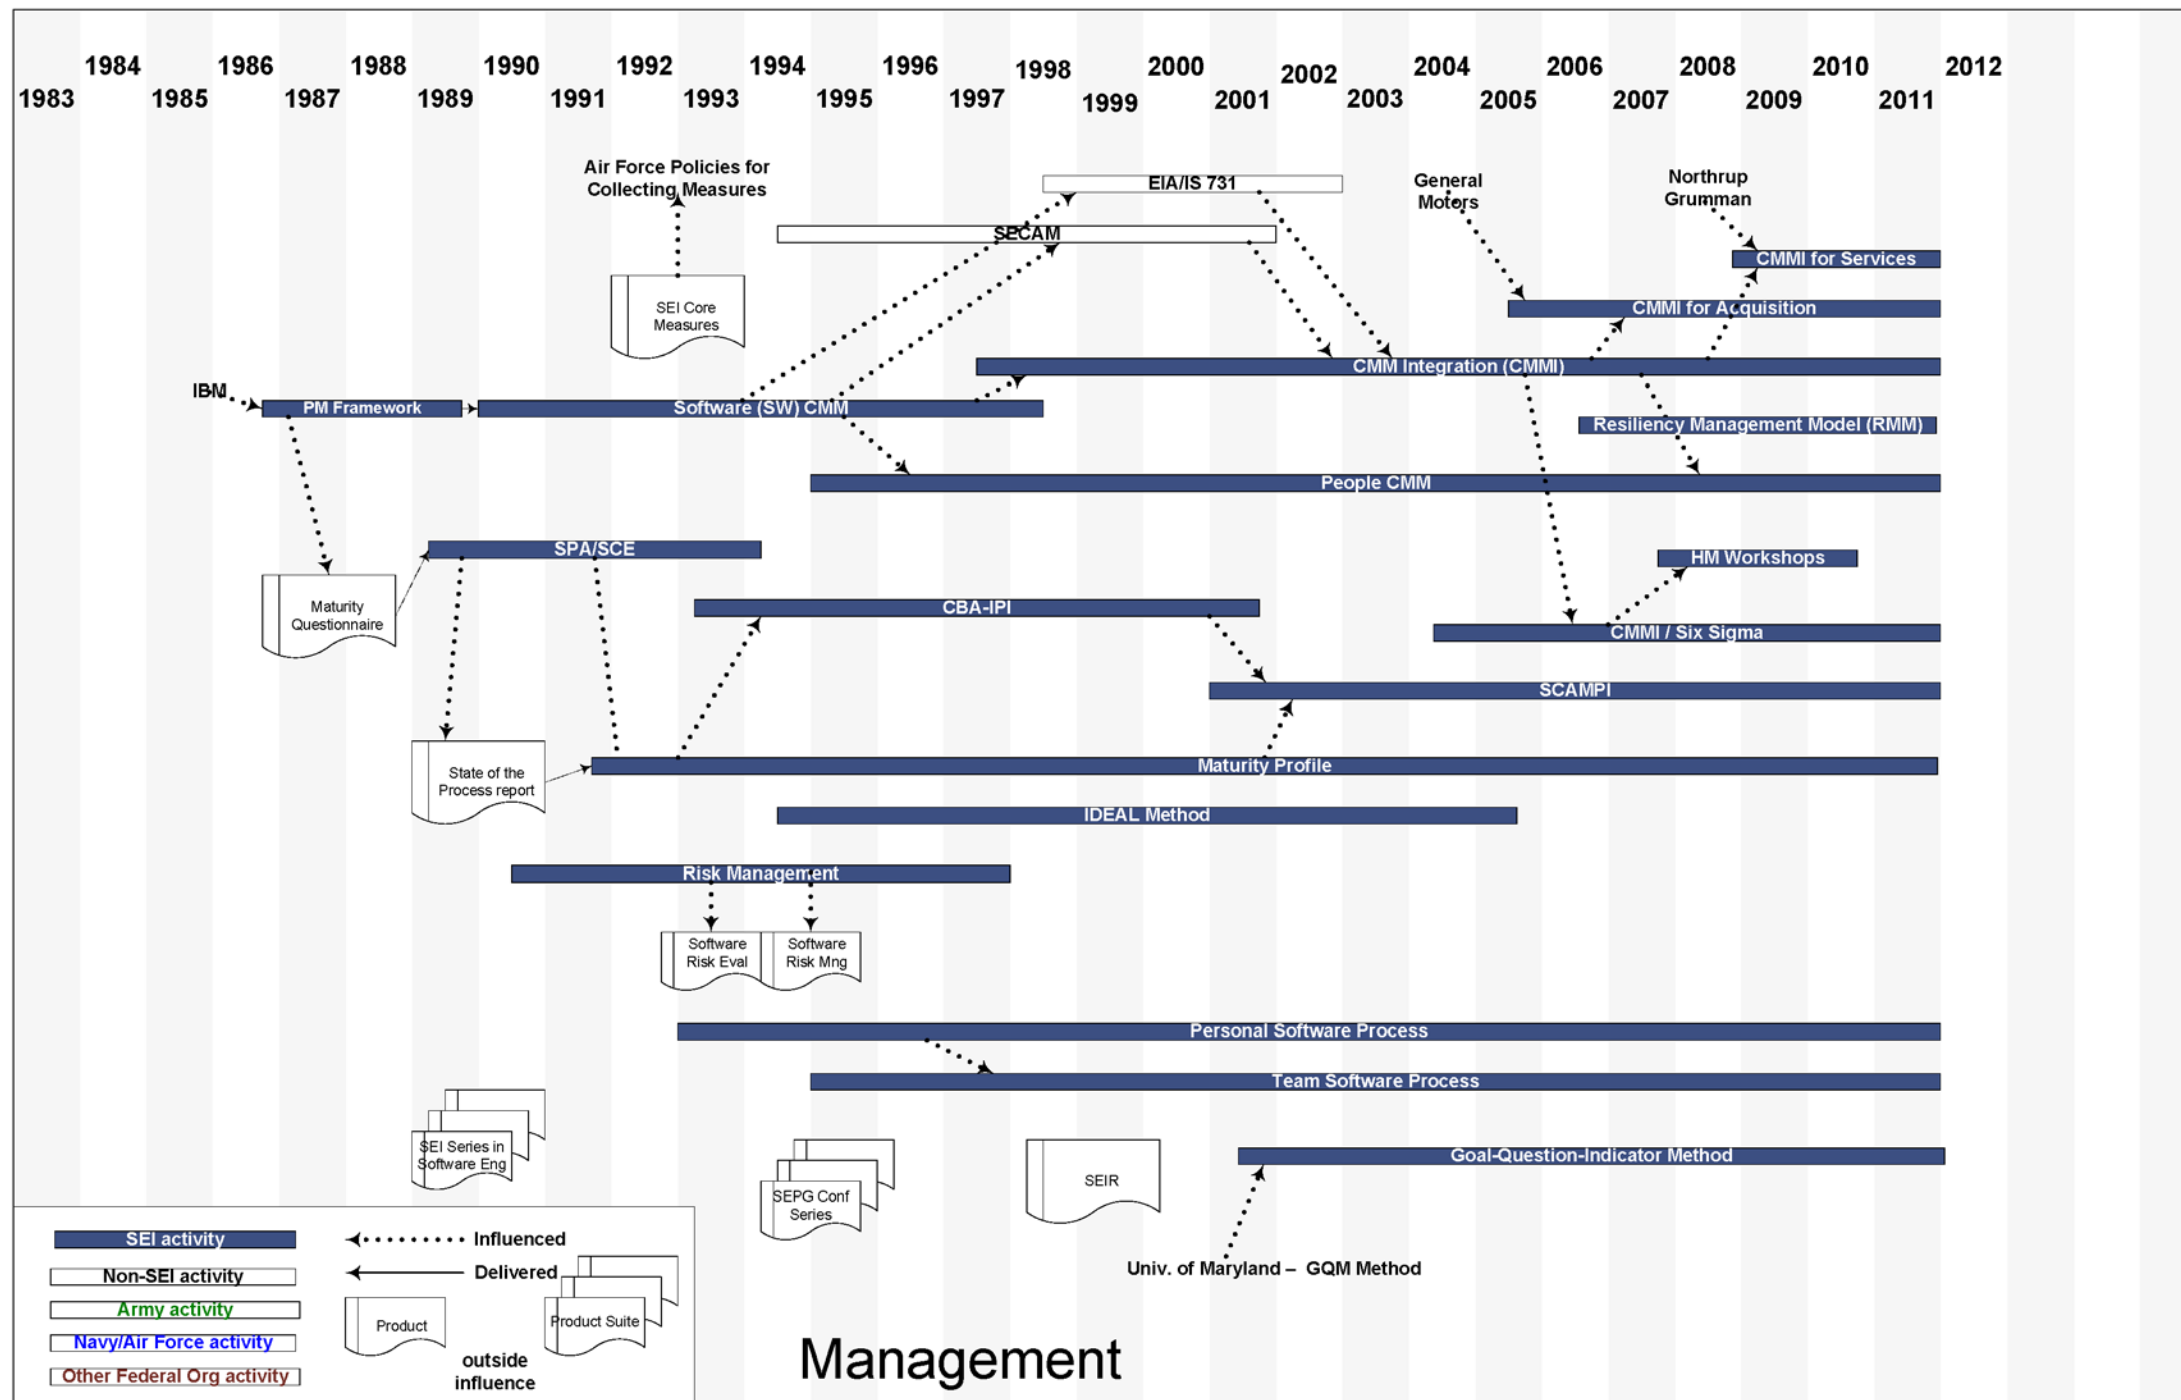 1984 1986 1988 1990 1992 1994 1996 1998 2000 2002 2004 2006 2008 2010 2012
1983 1985 1987 1989 1991 1993 1995 1997 1999 2001 2003 2005 2007 2009 2011
Air Force Policies for
Collecting Measures
EIA/IS 731
General
Motors
Northrup
Grumman
SECAM
CMMI for Services
SEI Core
Measures
CMMI for Acquisition
CMM Integration (CMMI)
IBM
PM Framework
Software (SW) CMM
Resiliency Management Model (RMM)
People CMM
SPA/SCE
HM Workshops
Maturity
Questionnaire
CBA-IPI
CMMI / Six Sigma
SCAMPI
State of the
Process report
Maturity Profile
IDEAL Method
Risk Management
Software
Risk Eval
Software
Risk Mng
Personal Software Process
Team Software Process
SEI Series in
Software Eng
SEPG Conf
Series
SEIR
Goal-Question-Indicator Method
Univ. of Maryland – GQM Method
SEI activity
Non-SEI activity
Army activity
Navy/Air Force activity
Other Federal Org activity
Influenced
Delivered
Product
Product Suite
outside
influence
Management